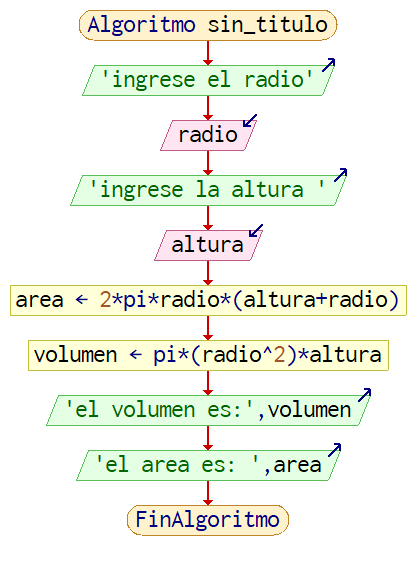 Algoritmo sin_titulo
'ingrese el radio'
radio
'ingrese la altura '
altura
area ← 2*pi*radio*(altura+radio)
volumen ← pi*(radio^2)*altura
'el volumen es:',volumen
'el area es: ',area
FinAlgoritmo